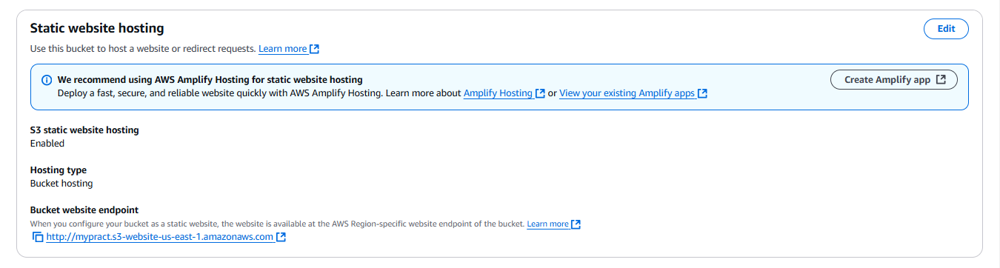 Static website hosting
Edit
Use this bucket to host a website or redirect requests. Learn more
We recommend using AWS Amplify Hosting for static website hosting
Create Amplify app
Deploy a fast, secure, and reliable website quickly with AWS Amplify Hosting. Learn more about Amplify Hosting or View your existing Amplify apps
S3 static website hosting
Enabled
Hosting type
Bucket hosting
Bucket website endpoint
When you configure your bucket as a static website, the website is available at the AWS Region-specific website endpoint of the bucket. Learn more
http://mypract.s3-website-us-east-1.amazonaws.com